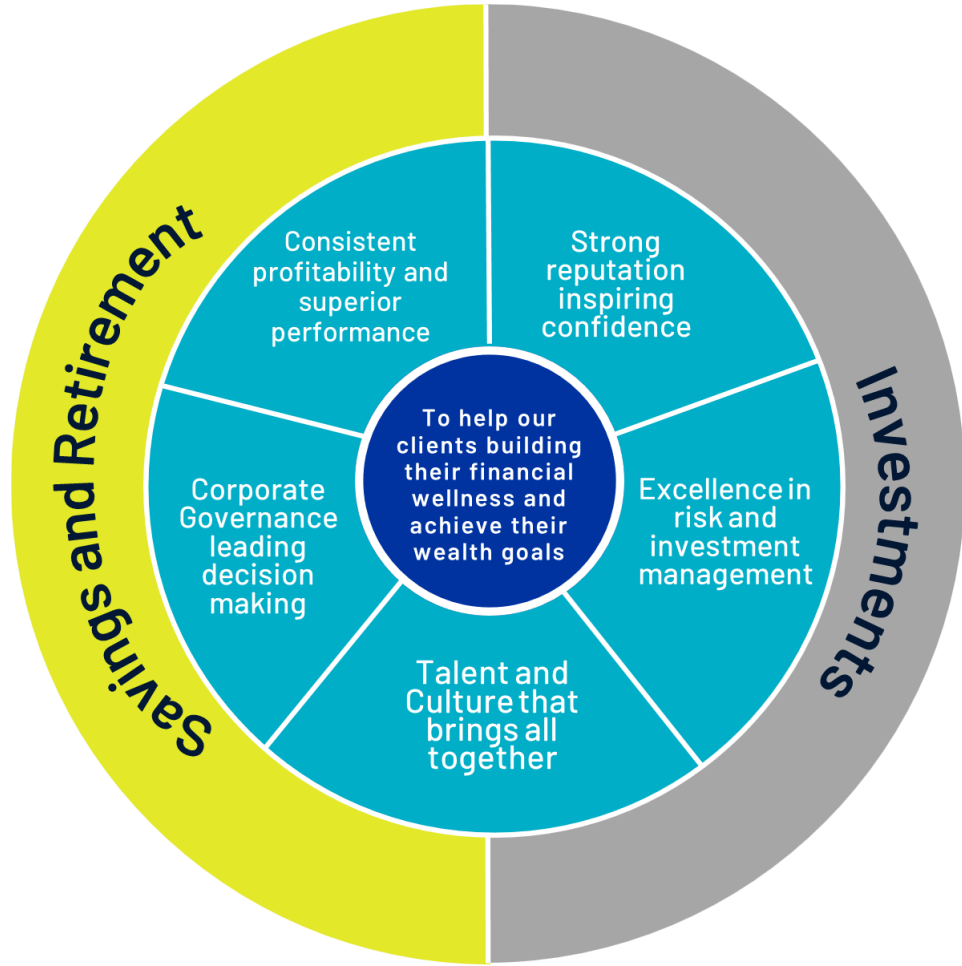 Savings and Retirement
Investments
Consistent
profitability and
superior
performance
Strong
reputation
inspiring
confidence
Corporate
Governance
leading
decision
making
To help our
clients building
their financial
wellness and
achieve their
wealth goals
Excellence in
risk and
investment
management
Talent and
Culture that
brings all
together